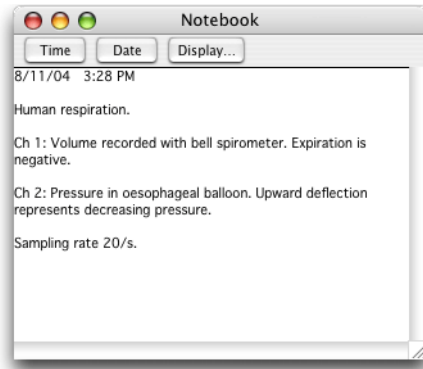 Notebook
Time Date Display...
8/11/04 3:28 PM
Human respiration.
Ch 1: Volume recorded with bell spirometer. Expiration is
negative.
Ch 2: Pressure in oesophageal balloon. Upward deflection
represents decreasing pressure.
Sampling rate 20/s.